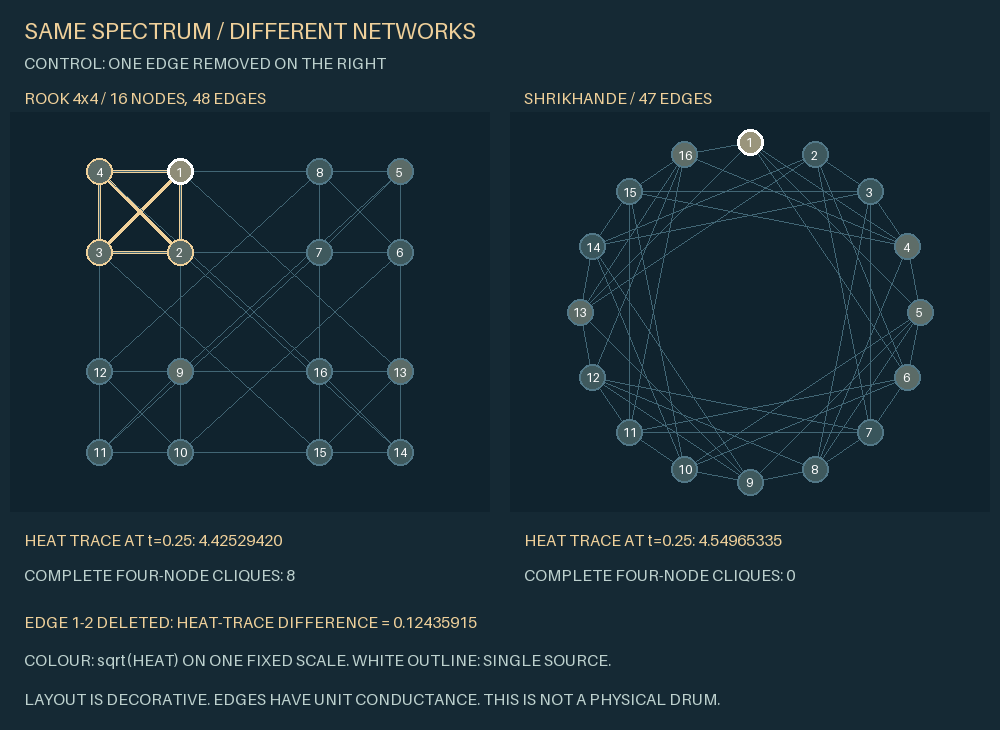 SAME SPECTRUM / DIFFERENT NETWORKS
CONTROL: ONE EDGE REMOVED ON THE RIGHT
ROOK 4x4 / 16 NODES, 48 EDGES
SHRIKHANDE / 47 EDGES
4 1 8 5
3 2 7 6
12 9 16 13
11 10 15 14
1
16 2
15 3
14 4
13 5
12 6
11 7
10 8
9
HEAT TRACE AT t=0.25: 4.42529420
HEAT TRACE AT t=0.25: 4.54965335
COMPLETE FOUR-NODE CLIQUES: 8
COMPLETE FOUR-NODE CLIQUES: 0
EDGE 1-2 DELETED: HEAT-TRACE DIFFERENCE = 0.12435915
COLOUR: sqrt(HEAT) ON ONE FIXED SCALE. WHITE OUTLINE: SINGLE SOURCE.
LAYOUT IS DECORATIVE. EDGES HAVE UNIT CONDUCTANCE. THIS IS NOT A PHYSICAL DRUM.